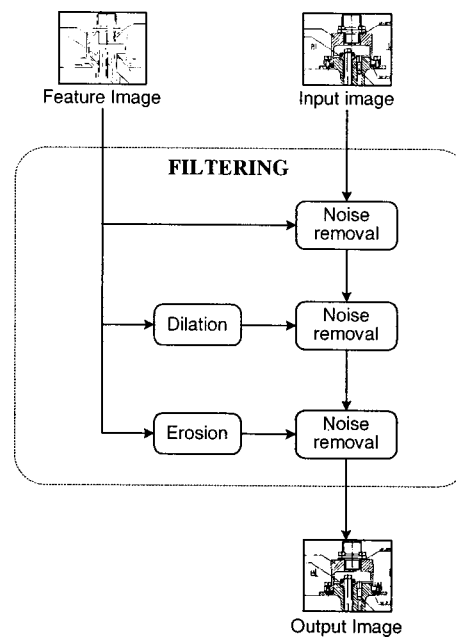 Feature Image
Input image
FILTERING
Noise
removal
Dilation
Noise
removal
Erosion
Noise
removal
Output Image